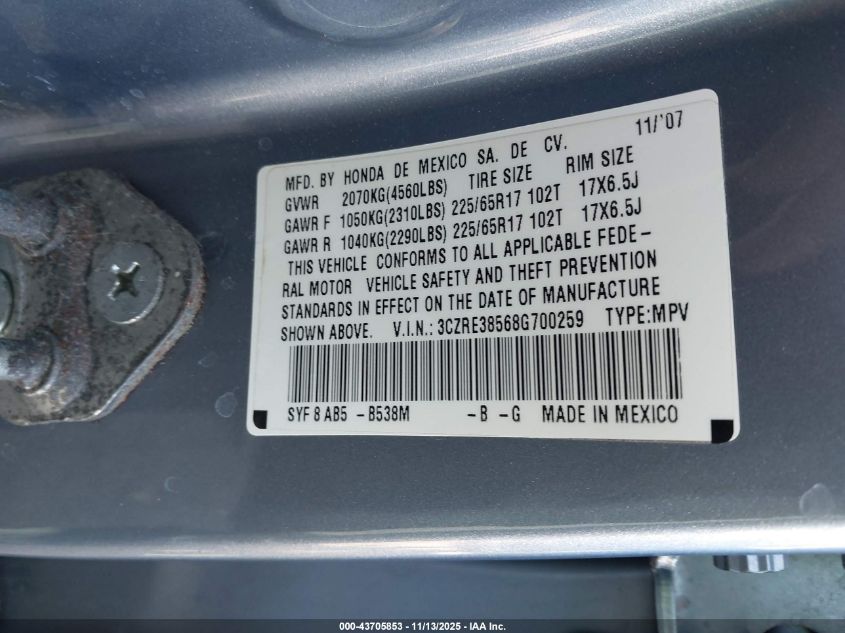 11/'07
MFD. BY HONDA DE MEXICO SA. DE CV.
GVWR 2070KG(4560LBS) TIRE SIZE RIM SIZE
GAWR F 1050KG(2310LBS) 225/65R17 102T 17X6.5J
GAWR R 1040KG(2290LBS) 225/65R17 102T 17X6.5J
THIS VEHICLE CONFORMS TO ALL APPLICABLE FEDE-
RAL MOTOR VEHICLE SAFETY AND THEFT PREVENTION
STANDARDS IN EFFECT ON THE DATE OF MANUFACTURE
SHOWN ABOVE. V.I.N.: 3CZRE38568G700259 TYPE:MPV
SYF 8 AB5 -B538M -B -G MADE IN MEXICO
000-43705853 - 11/13/2025 - IAA Inc.